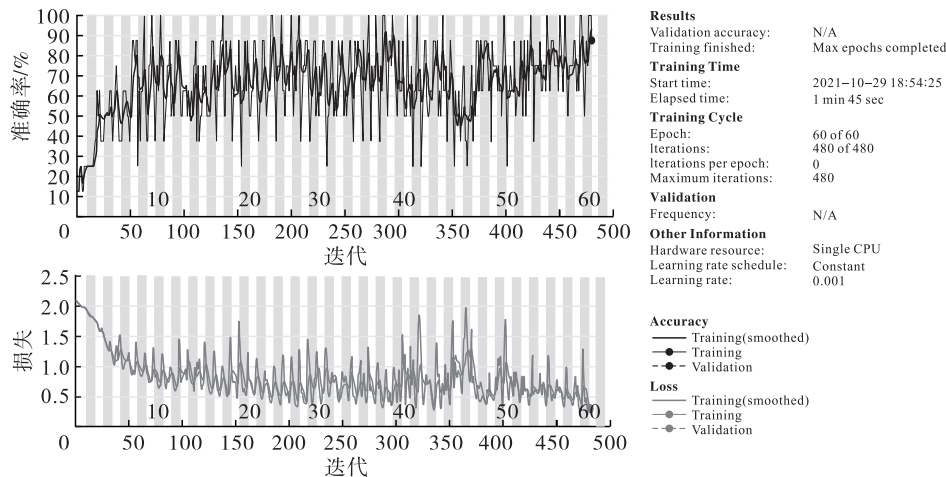 100
90
80
70
60
50
40
30
20
10
准确率/%
10 20 30 40 50 60
0 50 100 150 200 250 300 350 400 450 500
迭代
2.5
2.0
1.5
1.0
0.5
损失
10 20 30 40 50 60
0 50 100 150 200 250 300 350 400 450 500
迭代
Results
Validation accuracy: N/A
Training finished: Max epochs completed
Training Time
Start time: 2021-10-29 18:54:25
Elapsed time: 1 min 45 sec
Training Cycle
Epoch: 60 of 60
Iterations: 480 of 480
Iterations per epoch: 0
Maximum iterations: 480
Validation
Frequency: N/A
Other Information
Hardware resource: Single CPU
Learning rate schedule: Constant
Learning rate: 0.001
Accuracy
Training(smoothed)
Training
Validation
Loss
Training(smoothed)
Training
Validation